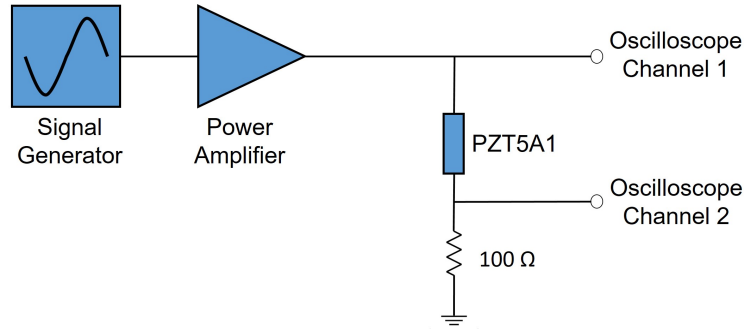 Signal
Generator
Power
Amplifier
Oscilloscope
Channel 1
PZT5A1
Oscilloscope
Channel 2
100 Ω